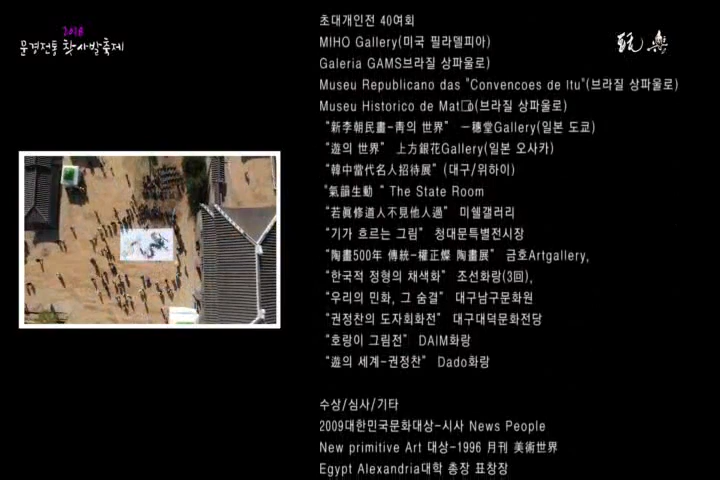 2018
문경전통 찻사발축제
초대개인전 40여회
MIHO Gallery(미국 필라델피아)
Galeria GAMS브라질 상파울로)
Museu Republicano das "Convencoes de Itu"(브라질 상파울로)
Museu Historico de Mat□b(브라질 상파울로)
“新李朝民畫-靑의 世界” 一穗堂Gallery(일본 도쿄)
“遊의 世界” 上方銀花Gallery(일본 오사카)
“韓中當代名人招待展”(대구/위하이)
"氣韻生動 “ The State Room
“若眞修道人不見他人過” 미쉘갤러리
“기가 흐르는 그림” 청대문특별전시장
“陶畫500年 傳統-權正燦 陶畫展” 금호Artgallery,
“한국적 정형의 채색화” 조선화랑(3回),
“우리의 민화, 그 숨결” 대구남구문화원
“권정찬의 도자회화전” 대구대덕문화전당
“호랑이 그림전” DAIM화랑
“遊의 세계-권정찬” Dado화랑
수상/심사/기타
2009대한민국문화대상-시사 News People
New primitive Art 대상-1996 月刊 美術世界
Egypt Alexandria대학 총장 표창장